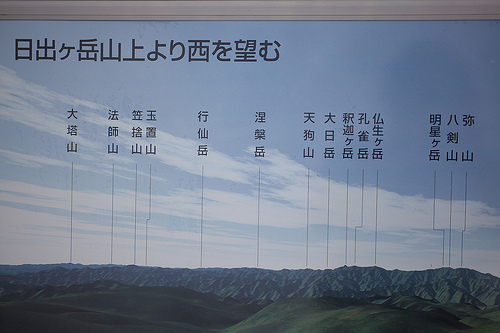 日出ヶ岳山上より西を望む
大塔山
法師山
笠捨山
玉置山
行仙岳
涅槃岳
天狗山
大日岳
釈迦ヶ岳
孔雀岳
仏生ヶ岳
明星ヶ岳
八剣山
弥山